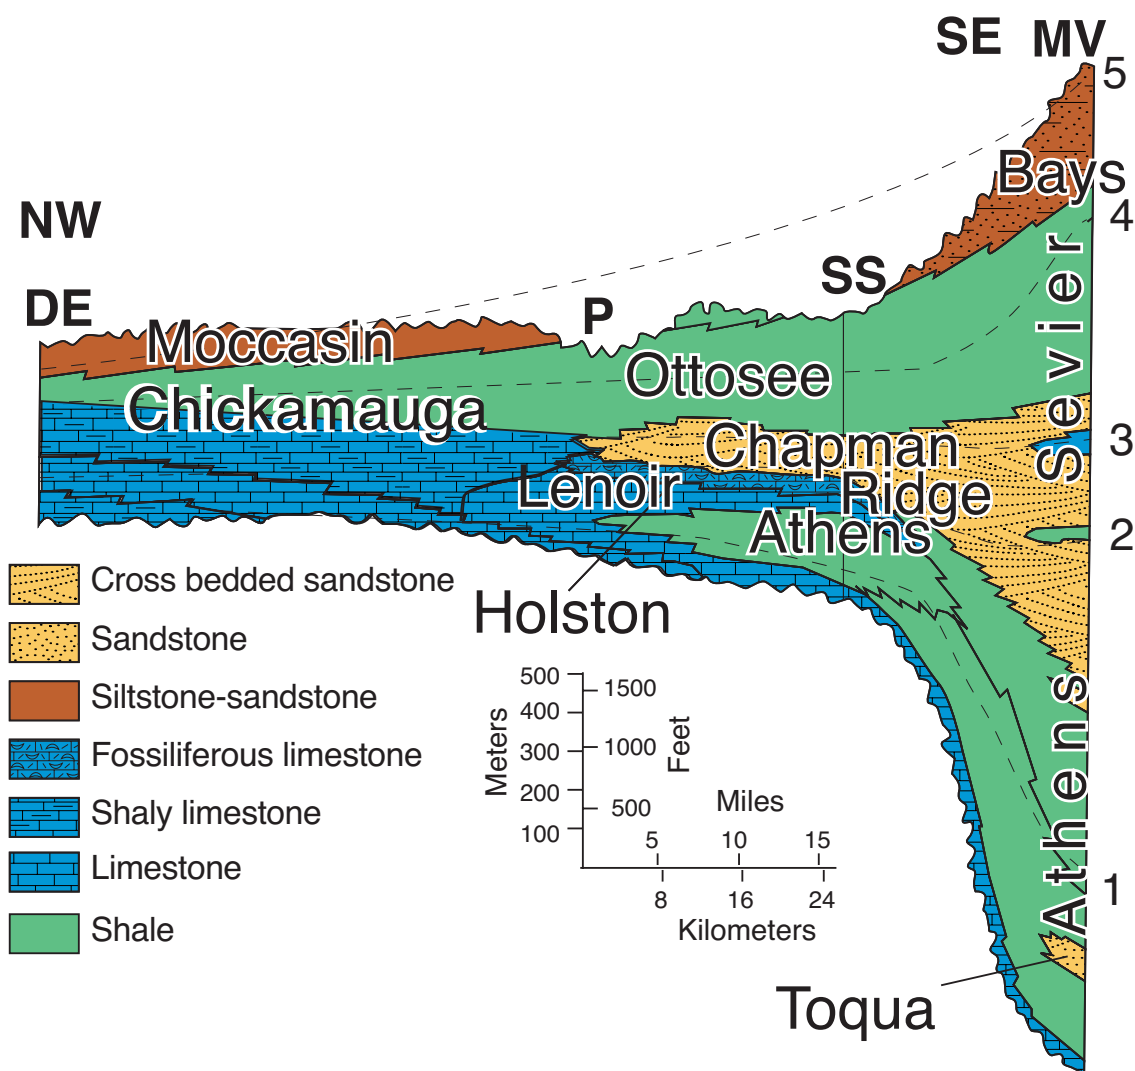 SE MV
5
Bays
4
NW
SS
DE
P
Moccasin
Sevier
Ottosee
Chickamauga
Chapman
3
Lenoir
Ridge
Athens
2
Holston
Cross bedded sandstone
Sandstone
Siltstone-sandstone
Fossiliferous limestone
Shaly limestone
Limestone
Shale
500
400
300
200
100
Meters
1500
1000
500
Feet
Miles
5 10 15
8 16 24
Kilometers
Athens
1
Toqua